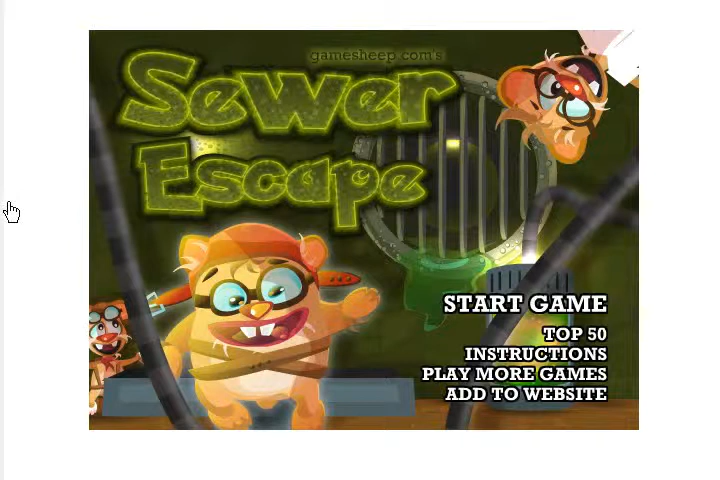 gamesheep.com's
Sewer
Escape
START GAME
TOP 50
INSTRUCTIONS
PLAY MORE GAMES
ADD TO WEBSITE